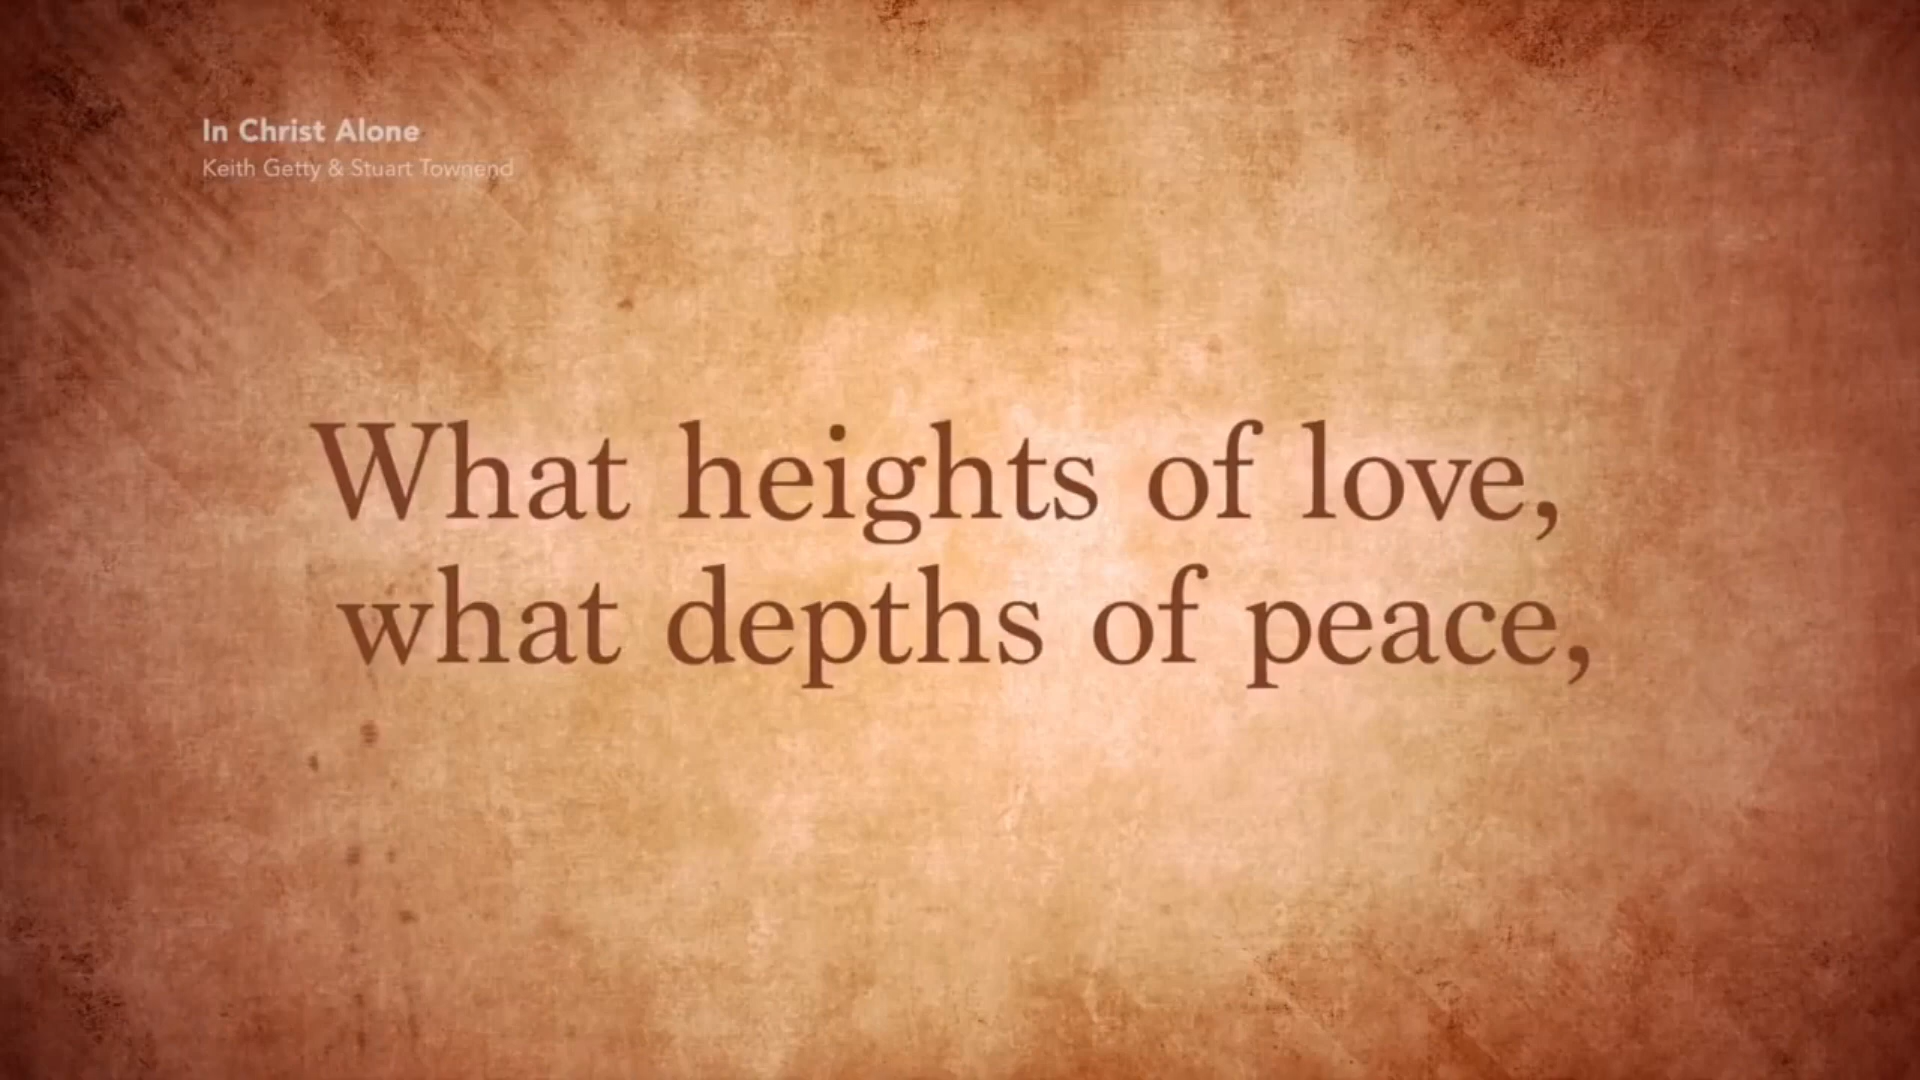 In Christ Alone
Keith Getty & Stuart Townend
What heights of love,
what depths of peace,